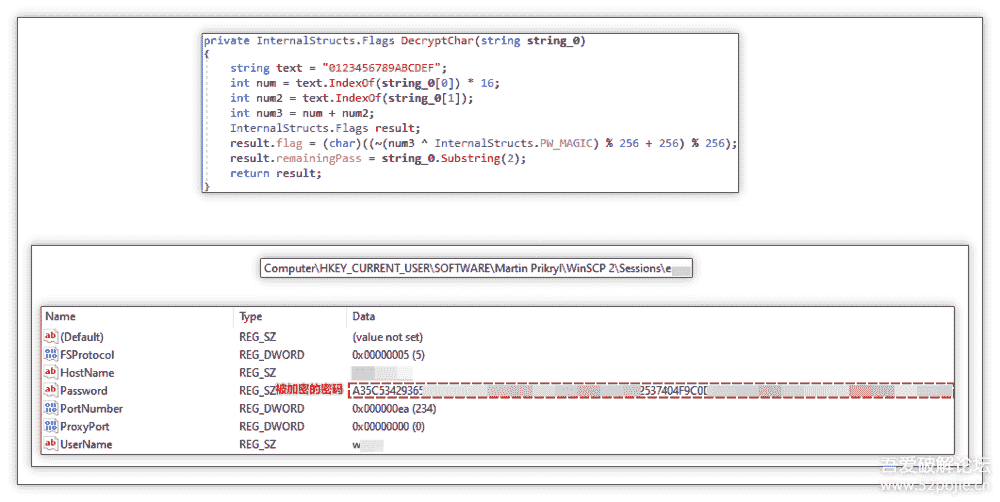 private InternalStructs.Flags DecryptChar(string string_0)
{
string text = "0123456789ABCDEF";
int num = text.IndexOf(string_0[0]) * 16;
int num2 = text.IndexOf(string_0[1]);
int num3 = num + num2;
InternalStructs.Flags result;
result.flag = (char)((~(num3 ^ InternalStructs.PW_MAGIC) % 256 + 256) % 256);
result.remainingPass = string_0.Substring(2);
return result;
}
Computer\HKEY_CURRENT_USER\SOFTWARE\Martin Prikryl\WinSCP 2\Sessions\e
Name Type Data
(Default) REG_SZ (value not set)
FSProtocol REG_DWORD 0x00000005 (5)
HostName REG_SZ
Password REG_SZ 被加密的密码 A35C53429365 2537404F9C0D
PortNumber REG_DWORD 0x000000ea (234)
ProxyPort REG_DWORD 0x00000000 (0)
UserName REG_SZ w
吾爱破解论坛
www.52pojie.cn